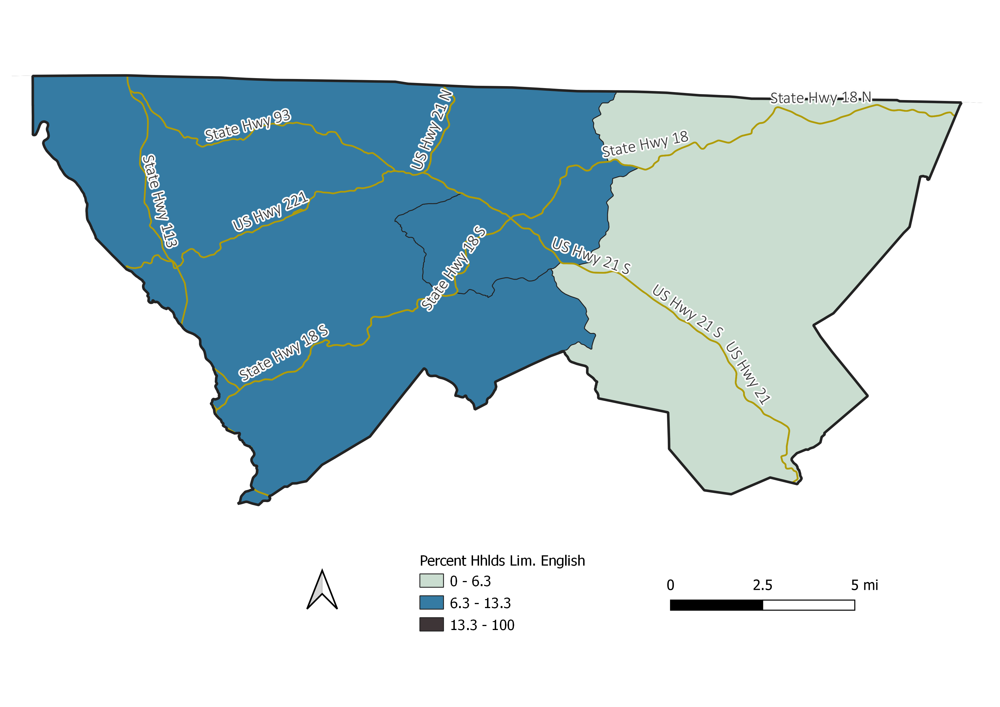 State Hwy 18 N
US Hwy 21 N
State Hwy 93
State Hwy 18
State Hwy 113
US Hwy 221
State Hwy 18 S
US Hwy 21 S
US Hwy 21 S
State Hwy 18 S
US Hwy 21
Percent Hhlds Lim. English
0 - 6.3
6.3 - 13.3
13.3 - 100
0 2.5 5 mi